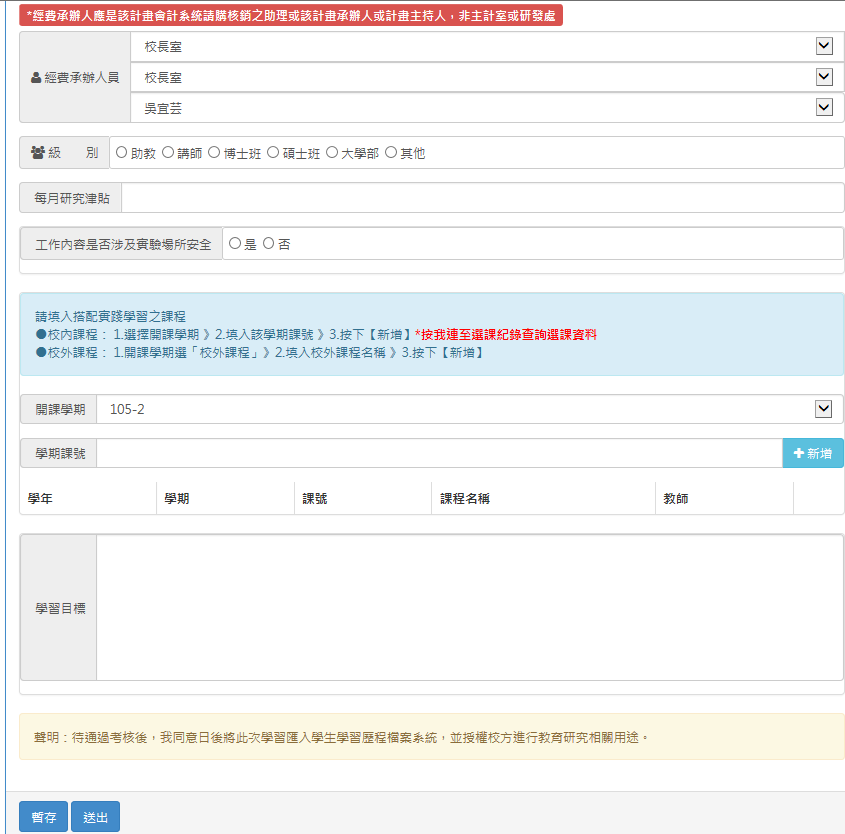 *經費承辦人應是該計畫會計系統請購核銷之助理或該計畫承辦人或計畫主持人，非主計室或研發處
經費承辦人員
校長室
校長室
吳宜芸
級 別 助教 講師 博士班 碩士班 大學部 其他
每月研究津貼
工作內容是否涉及實驗場所安全 是 否
請填入搭配實踐學習之課程
●校內課程： 1.選擇開課學期 》2.填入該學期課號 》3.按下【新增】*按我連至選課紀錄查詢選課資料
●校外課程： 1.開課學期選「校外課程」》2.填入校外課程名稱 》3.按下【新增】
開課學期 105-2
學期課號 新增
學年 學期 課號 課程名稱 教師
學習目標
聲明：待通過考核後，我同意日後將此次學習匯入學生學習歷程檔案系統，並授權校方進行教育研究相關用途。
暫存 送出